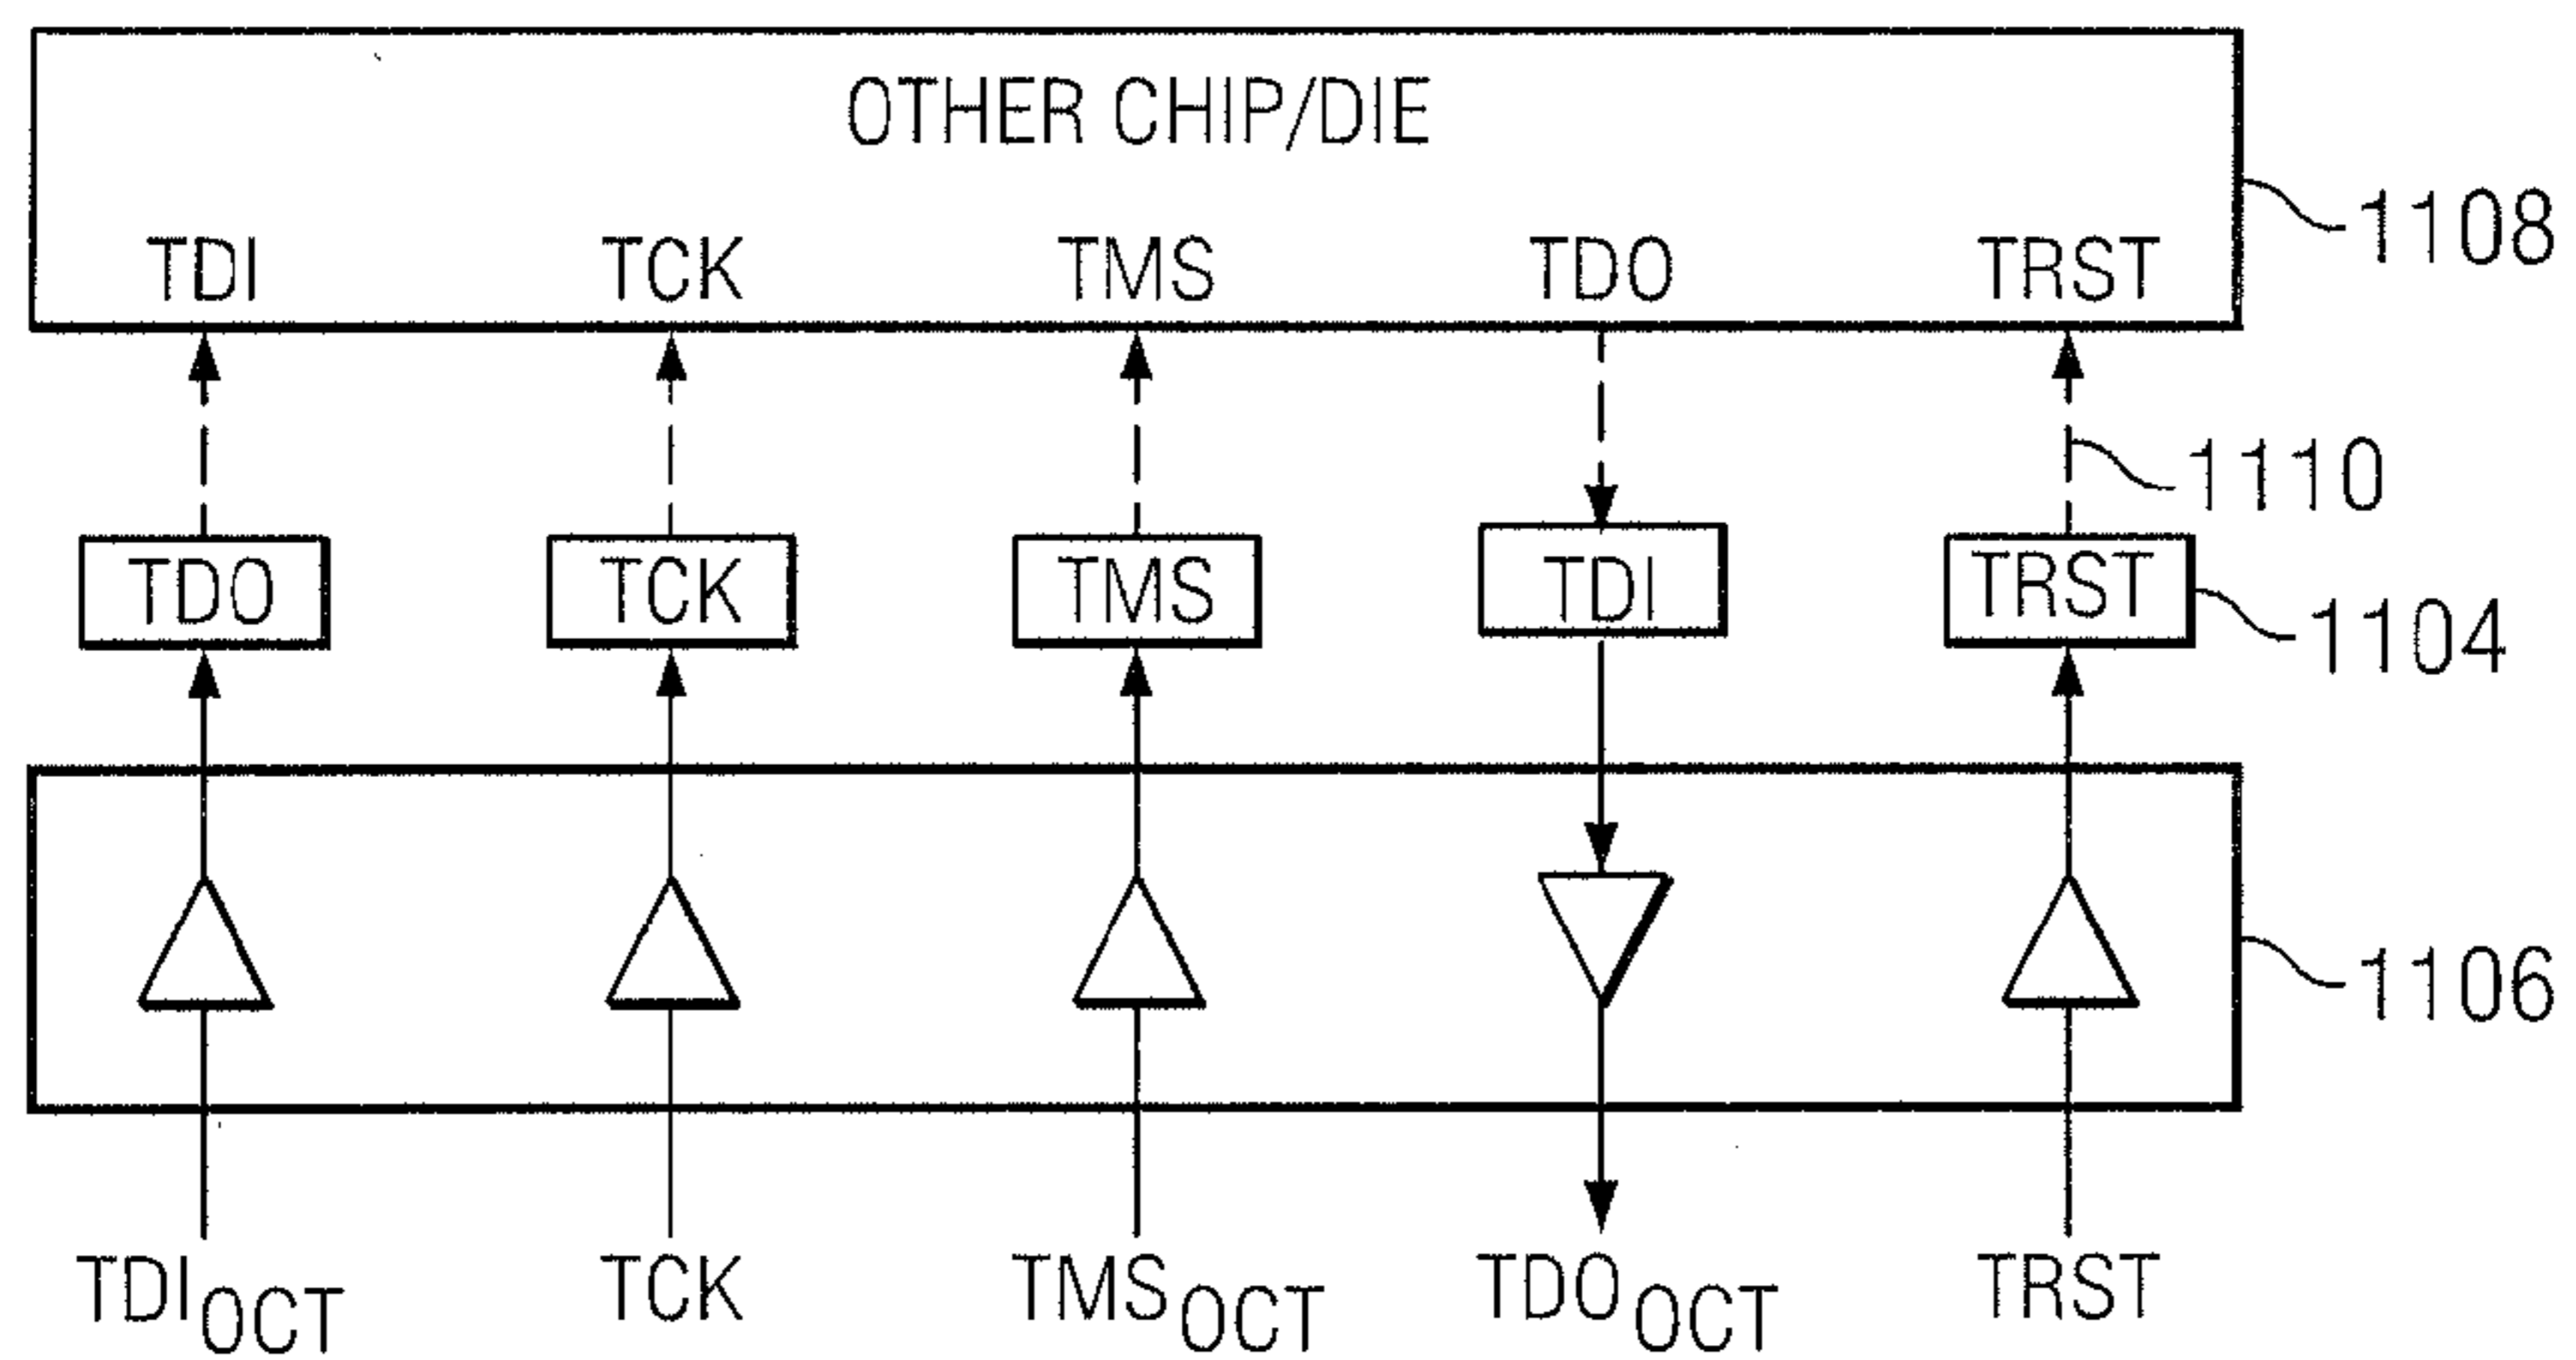 OTHER CHIP/DIE
1108
TDI TCK TMS TDO TRST
1110
TDO TCK TMS TDI TRST
1104
1106
TDIOCT TCK TMSOCT TDOOCT TRST